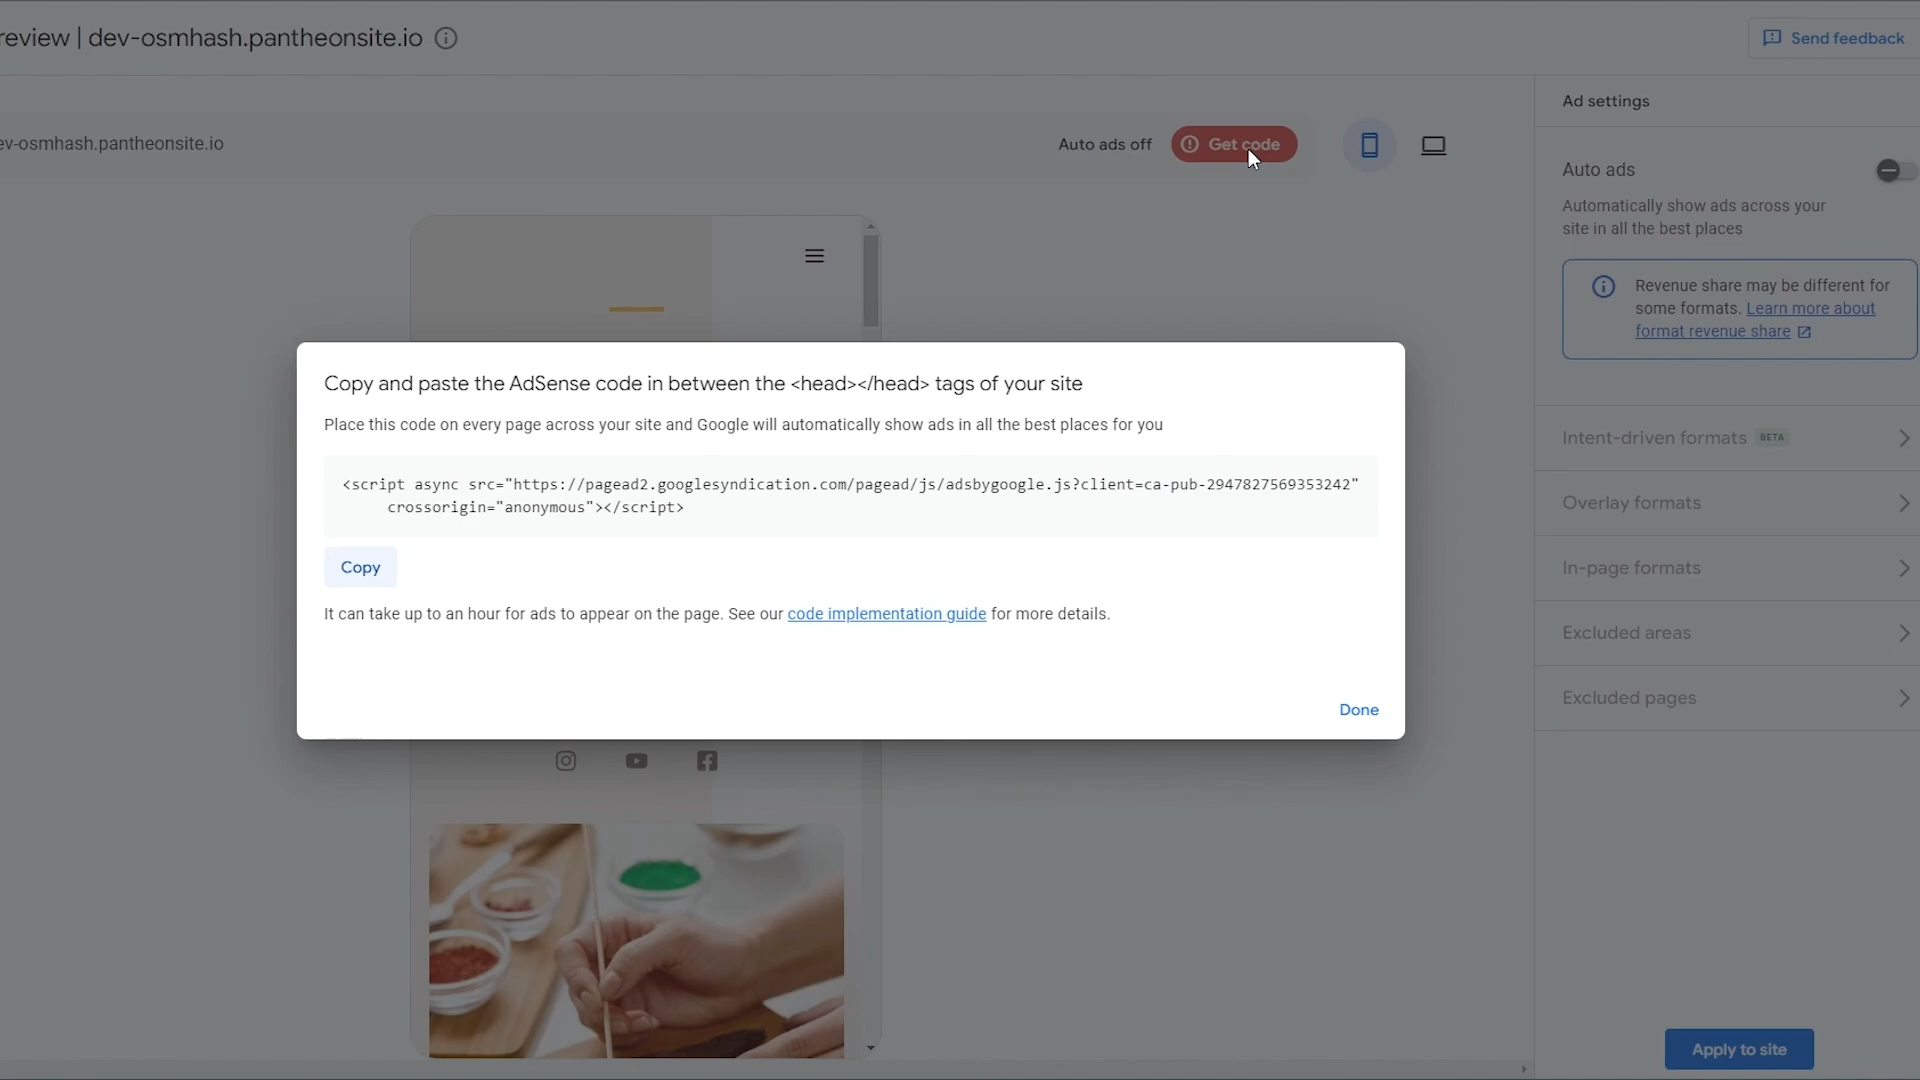 review | dev-osmhash.pantheonsite.io
Send feedback
ev-osmhash.pantheonsite.io
Auto ads off
Get code
Ad settings
Auto ads
Automatically show ads across your
site in all the best places
Revenue share may be different for
some formats. Learn more about
format revenue share
Copy and paste the AdSense code in between the <head></head> tags of your site
Place this code on every page across your site and Google will automatically show ads in all the best places for you
<script async src="https://pagead2.googlesyndication.com/pagead/js/adsbygoogle.js?client=ca-pub-2947827569353242"
crossorigin="anonymous"></script>
Copy
It can take up to an hour for ads to appear on the page. See our code implementation guide for more details.
Done
Intent-driven formats BETA
Overlay formats
In-page formats
Excluded areas
Excluded pages
Apply to site